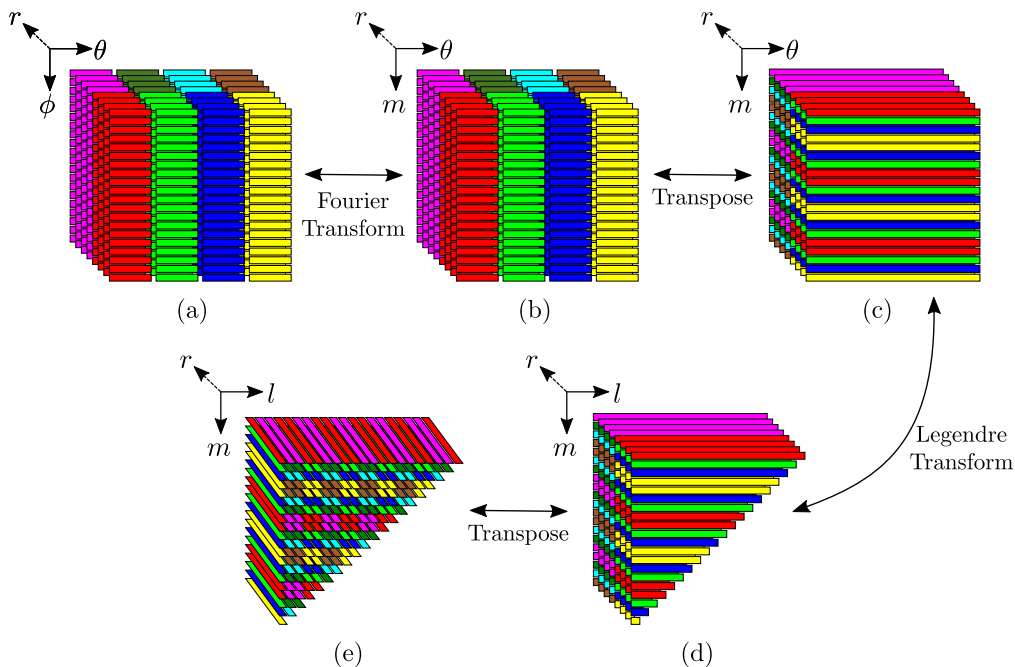 r
θ
ϕ
r
θ
m
r
θ
m
Fourier
Transform
Transpose
(a)
(b)
(c)
r
l
m
r
l
m
Legendre
Transform
Transpose
(e)
(d)